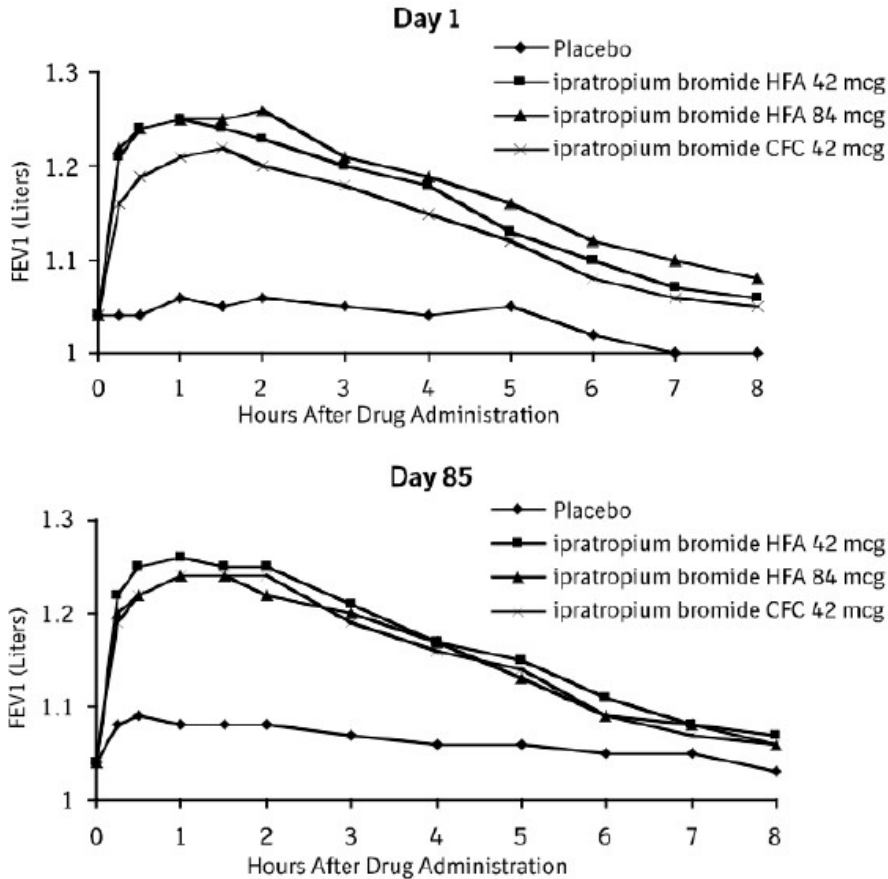 Day 1
Placebo
ipratropium bromide HFA 42 mcg
ipratropium bromide HFA 84 mcg
ipratropium bromide CFC 42 mcg
FEV1 (Liters)
1.3
1.2
1.1
1
0 1 2 3 4 5 6 7 8
Hours After Drug Administration
Day 85
Placebo
ipratropium bromide HFA 42 mcg
ipratropium bromide HFA 84 mcg
ipratropium bromide CFC 42 mcg
FEV1 (Liters)
1.3
1.2
1.1
1
0 1 2 3 4 5 6 7 8
Hours After Drug Administration